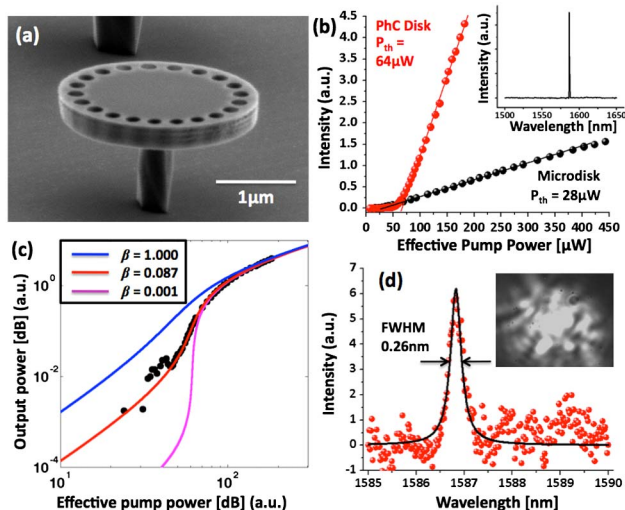 (a)
1µm
(b)
PhC Disk
P_th =
64µW
4.5
4.0
3.5
3.0
2.5
2.0
1.5
1.0
0.5
0.0
Intensity (a.u.)
0 50 100 150 200 250 300 350 400 450
Effective Pump Power [µW]
Microdisk
P_th = 28µW
Intensity (a.u.)
1500 1550 1600 1650
Wavelength [nm]
(c)
β = 1.000
β = 0.087
β = 0.001
Output power [dB] (a.u.)
10^0
10^-2
10^-4
10^1 10^2
Effective pump power [dB] (a.u.)
(d)
FWHM
0.26nm
Intensity (a.u.)
7
6
5
4
3
2
1
0
-1
1585 1586 1587 1588 1589 1590
Wavelength [nm]